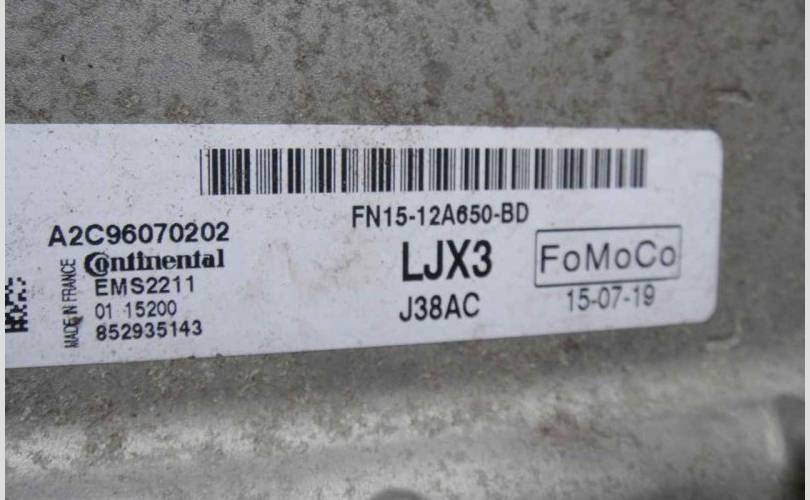 FN15-12A650-BD
A2C96070202
Continental
LJX3
FoMoCo
MADE IN FRANCE
EMS2211
01 15200
J38AC
15-07-19
852935143